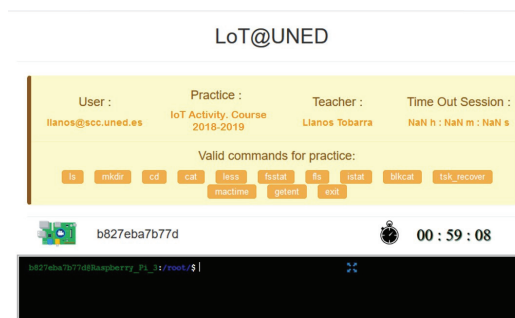 LoT@UNED
User :
Practice :
Teacher :
Time Out Session :
llanos@scc.uned.es
IoT Activity. Course
2018-2019
Llanos Tobarra
NaN h : NaN m : NaN s
Valid commands for practice:
ls mkdir cd cat less fsstat fls istat blkcat tsk_recover
mactime getent exit
b827eba7b77d
00 : 59 : 08
b827eba7b77d@Raspberry_Pi_3:/root/$